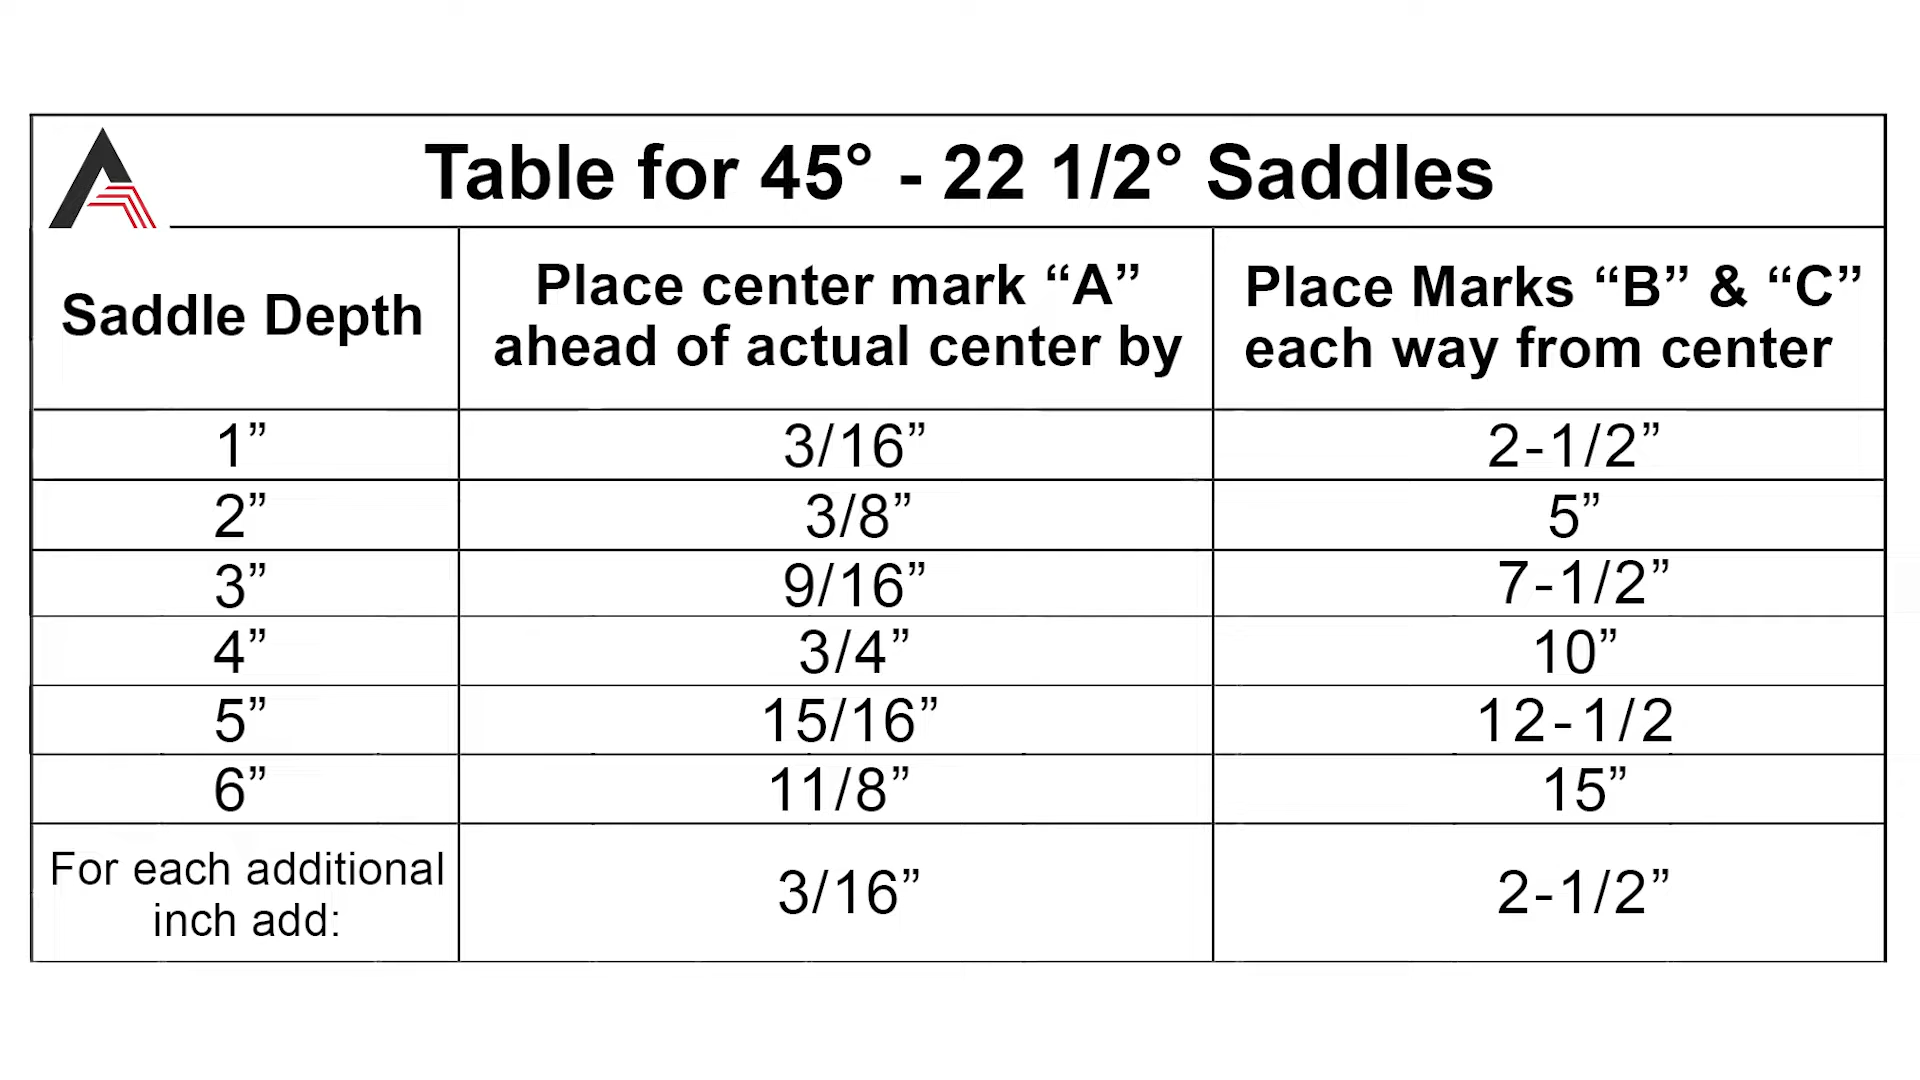 Table for 45° - 22 1/2° Saddles
Saddle Depth
Place center mark “A”
ahead of actual center by
Place Marks “B” & “C”
each way from center
1” 3/16” 2-1/2”
2” 3/8” 5”
3” 9/16” 7-1/2”
4” 3/4” 10”
5” 15/16” 12-1/2
6” 11/8” 15”
For each additional
inch add:
3/16” 2-1/2”